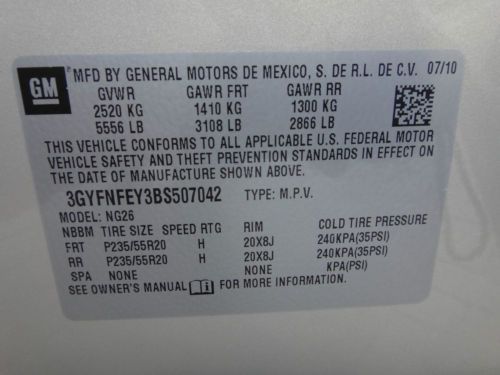 GM
MFD BY GENERAL MOTORS DE MEXICO, S. DE R.L. DE C.V. 07/10
GVWR GAWR FRT GAWR RR
2520 KG 1410 KG 1300 KG
5556 LB 3108 LB 2866 LB
THIS VEHICLE CONFORMS TO ALL APPLICABLE U.S. FEDERAL MOTOR
VEHICLE SAFETY AND THEFT PREVENTION STANDARDS IN EFFECT ON
THE DATE OF MANUFACTURE SHOWN ABOVE.
3GYFNFEY3BS507042 TYPE: M.P.V.
MODEL: NG26
NBBM TIRE SIZE SPEED RTG RIM COLD TIRE PRESSURE
FRT P235/55R20 H 20X8J 240KPA(35PSI)
RR P235/55R20 H 20X8J 240KPA(35PSI)
SPA NONE NONE KPA(PSI)
SEE OWNER'S MANUAL FOR MORE INFORMATION.